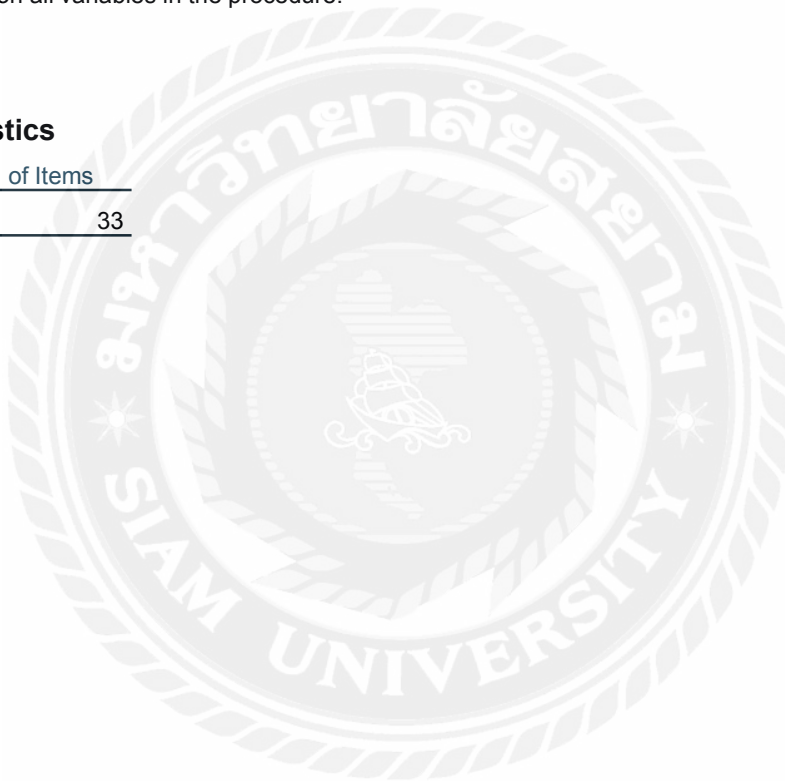 on all variables in the procedure.
stics
of Items
33
มหาวิทยาลัยสยาม
SIAM UNIVERSITY